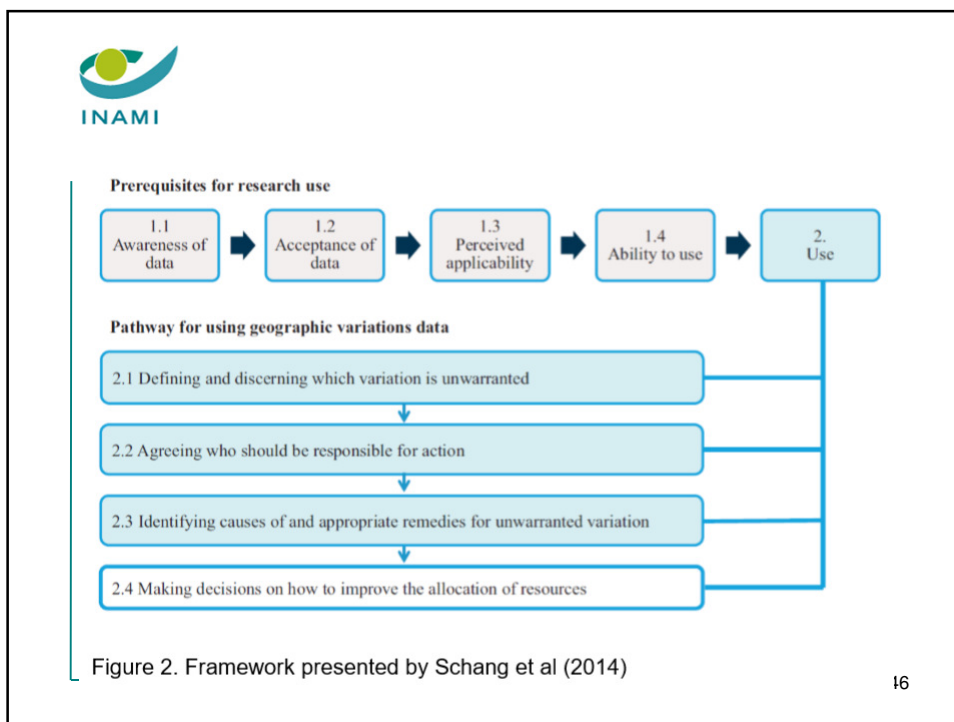 INAMI
Prerequisites for research use
1.1
Awareness of
data
1.2
Acceptance of
data
1.3
Perceived
applicability
1.4
Ability to use
2.
Use
Pathway for using geographic variations data
2.1 Defining and discerning which variation is unwarranted
2.2 Agreeing who should be responsible for action
2.3 Identifying causes of and appropriate remedies for unwarranted variation
2.4 Making decisions on how to improve the allocation of resources
Figure 2. Framework presented by Schang et al (2014)